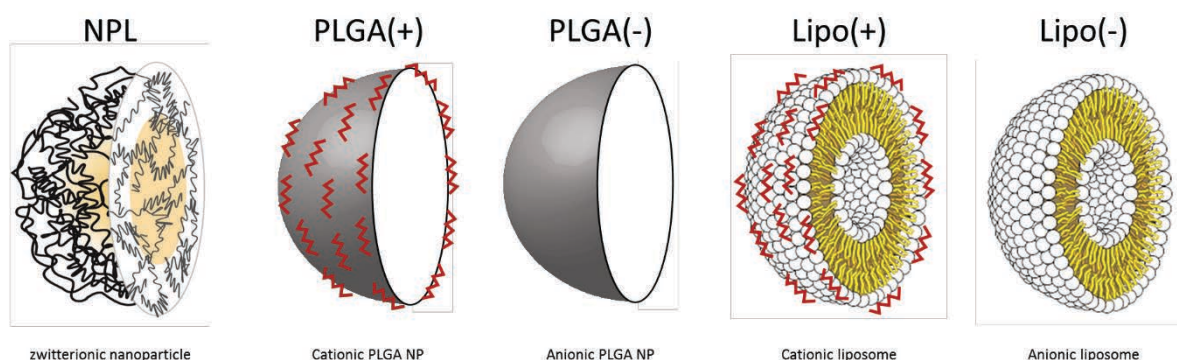 NPL
PLGA(+)
PLGA(-)
Lipo(+)
Lipo(-)
zwitterionic nanoparticle
Cationic PLGA NP
Anionic PLGA NP
Cationic liposome
Anionic liposome